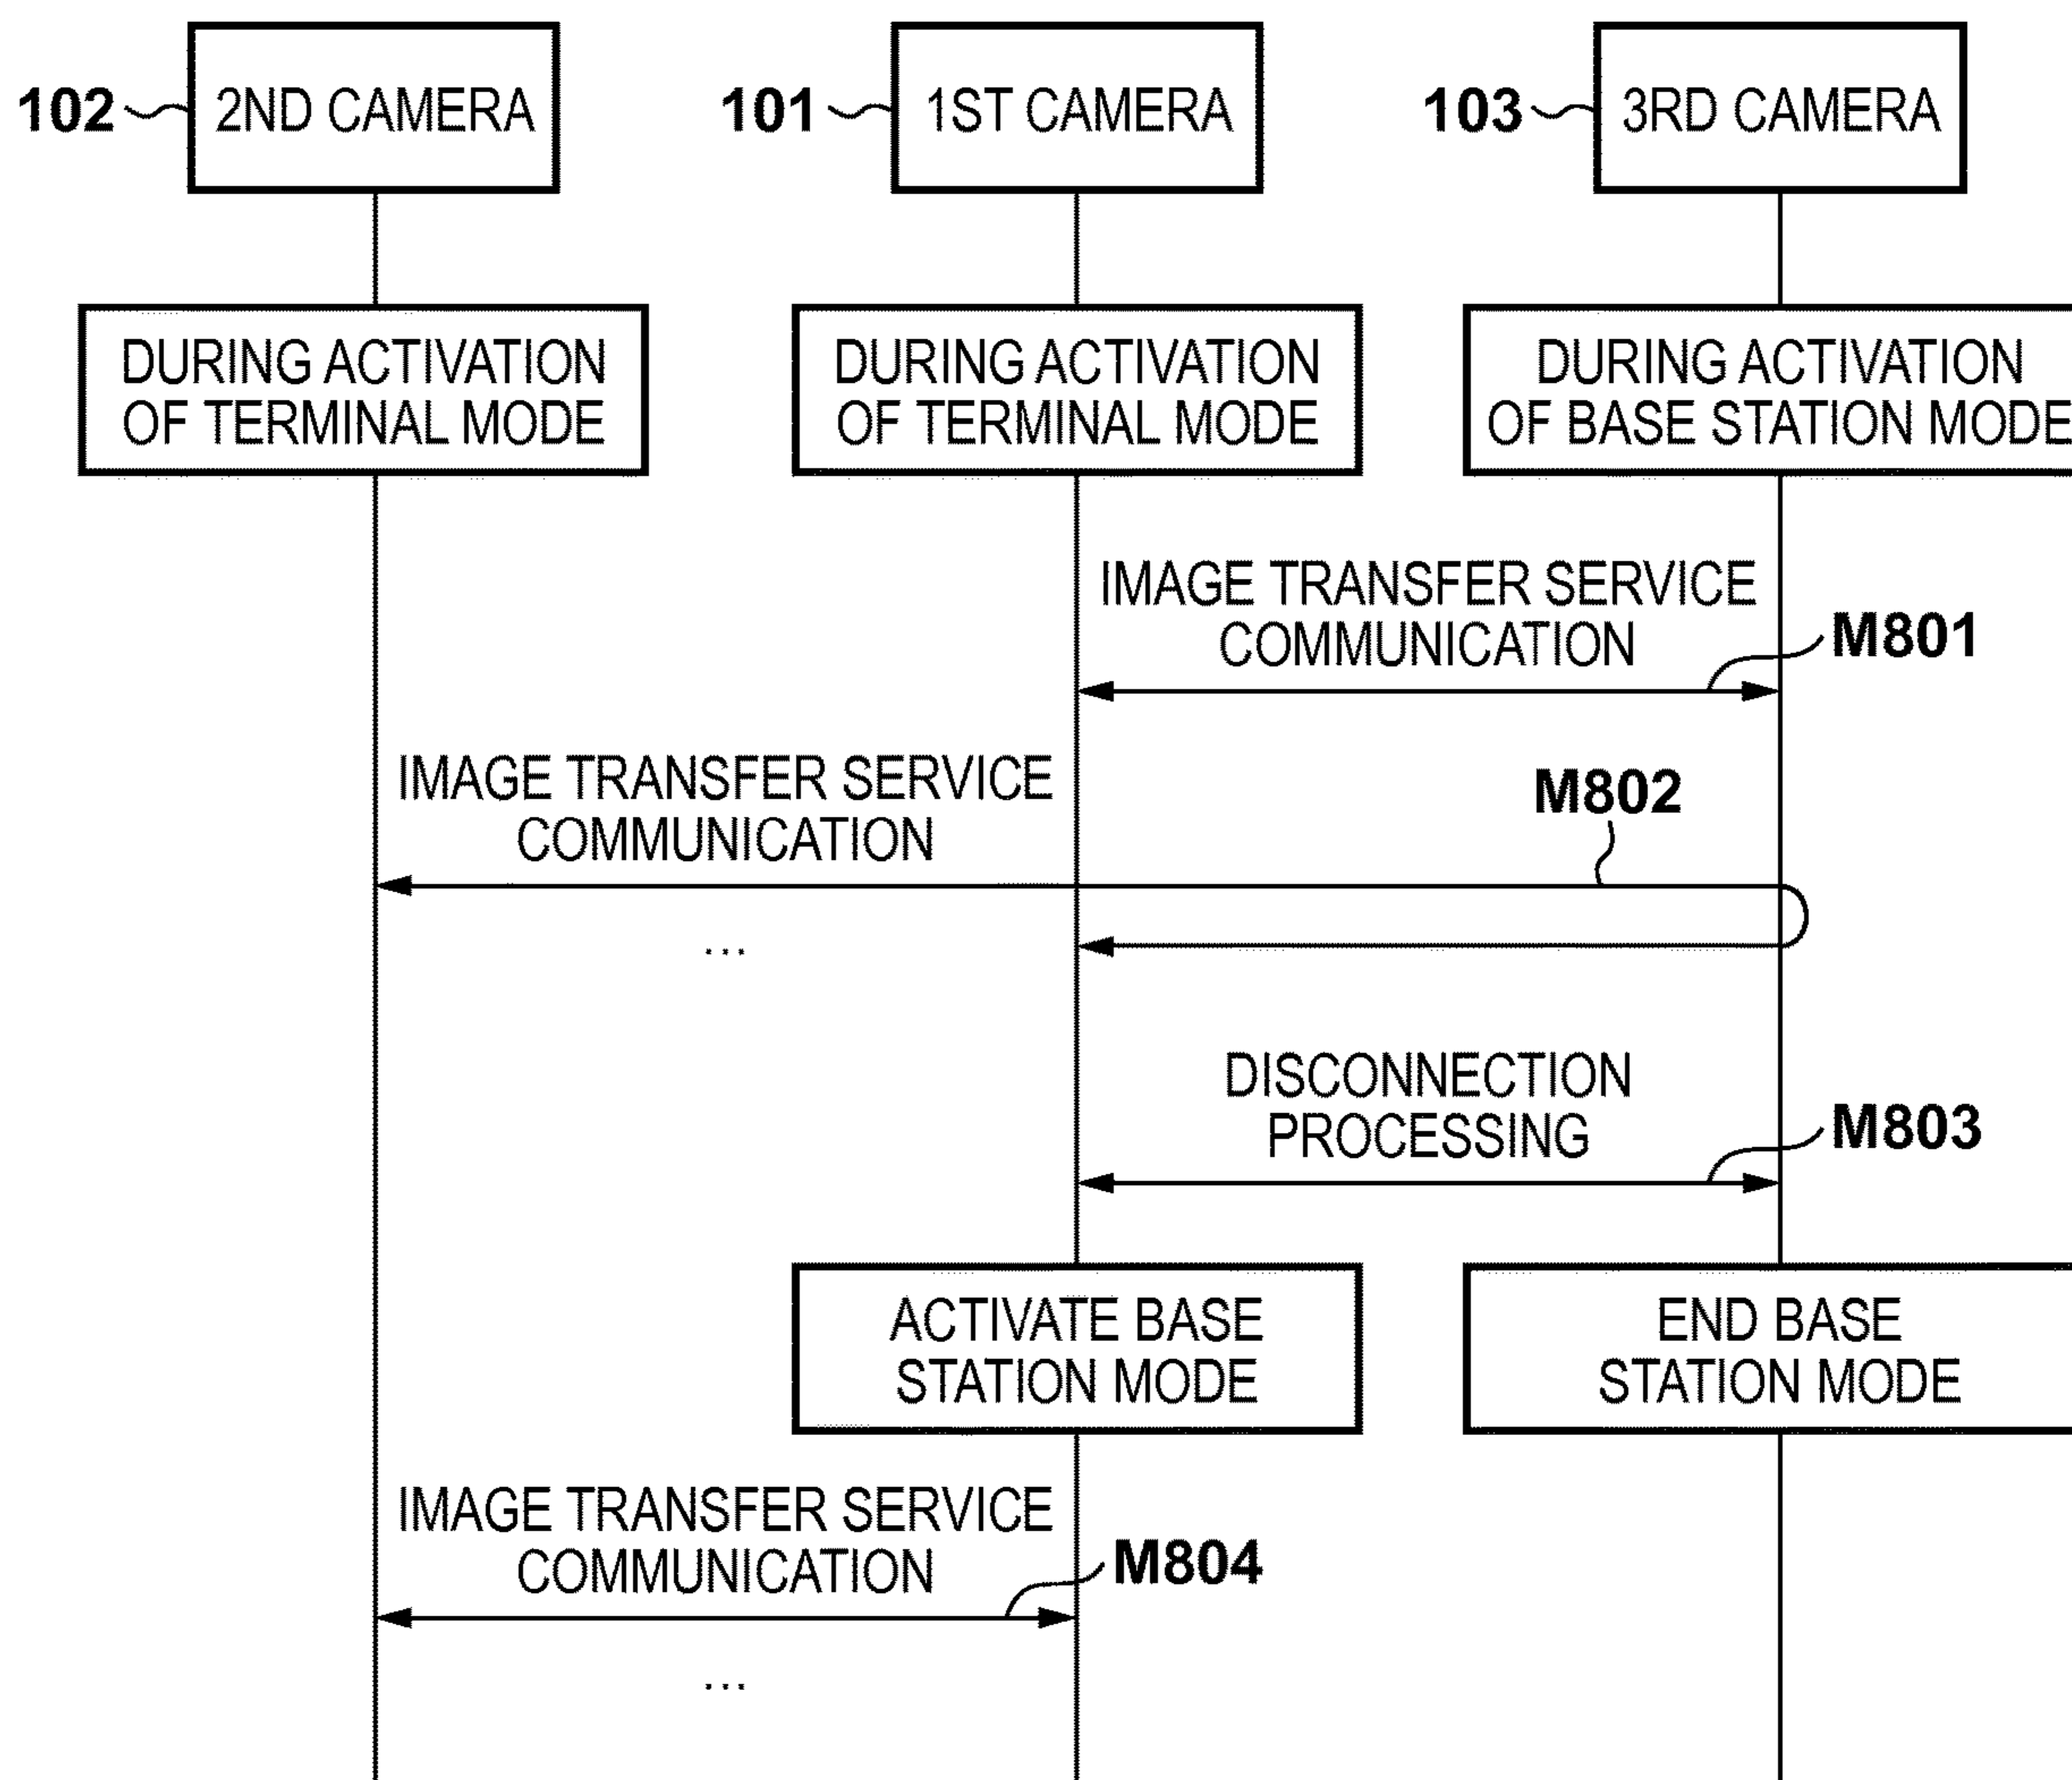 102
2ND CAMERA
101
1ST CAMERA
103
3RD CAMERA
DURING ACTIVATION
OF TERMINAL MODE
DURING ACTIVATION
OF TERMINAL MODE
DURING ACTIVATION
OF BASE STATION MODE
IMAGE TRANSFER SERVICE
COMMUNICATION
M801
IMAGE TRANSFER SERVICE
COMMUNICATION
M802
...
DISCONNECTION
PROCESSING
M803
ACTIVATE BASE
STATION MODE
END BASE
STATION MODE
IMAGE TRANSFER SERVICE
COMMUNICATION
M804
...